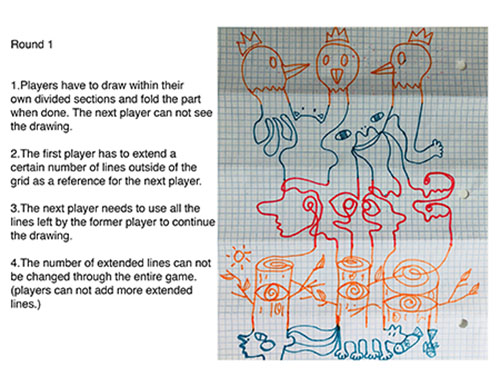 Round 1
1.Players have to draw within their
own divided sections and fold the part
when done. The next player can not see
the drawing.
2.The first player has to extend a
certain number of lines outside of the
grid as a reference for the next player.
3.The next player needs to use all the
lines left by the former player to continue
the drawing.
4.The number of extended lines can not
be changed through the entire game.
(players can not add more extended
lines.)